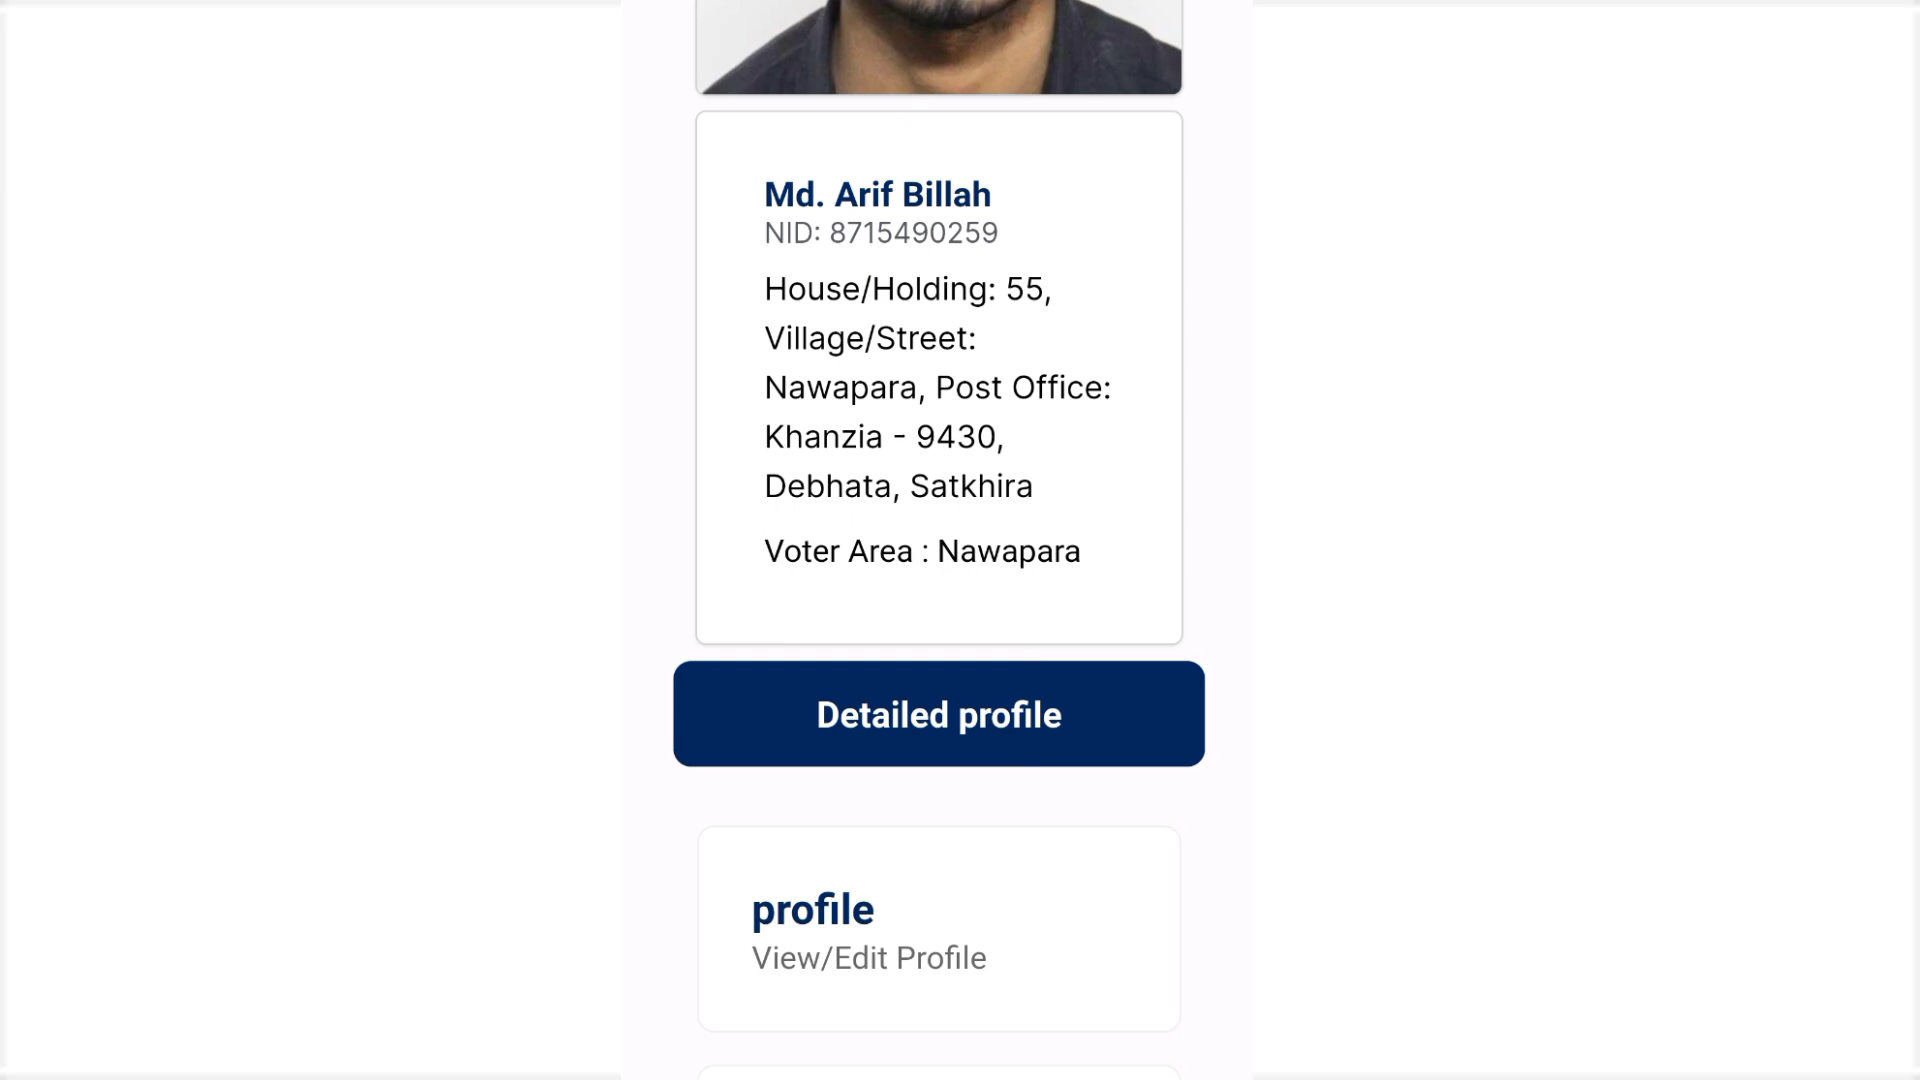 Md. Arif Billah
NID: 8715490259
House/Holding: 55,
Village/Street:
Nawapara, Post Office:
Khanzia - 9430,
Debhata, Satkhira
Voter Area : Nawapara
Detailed profile
profile
View/Edit Profile